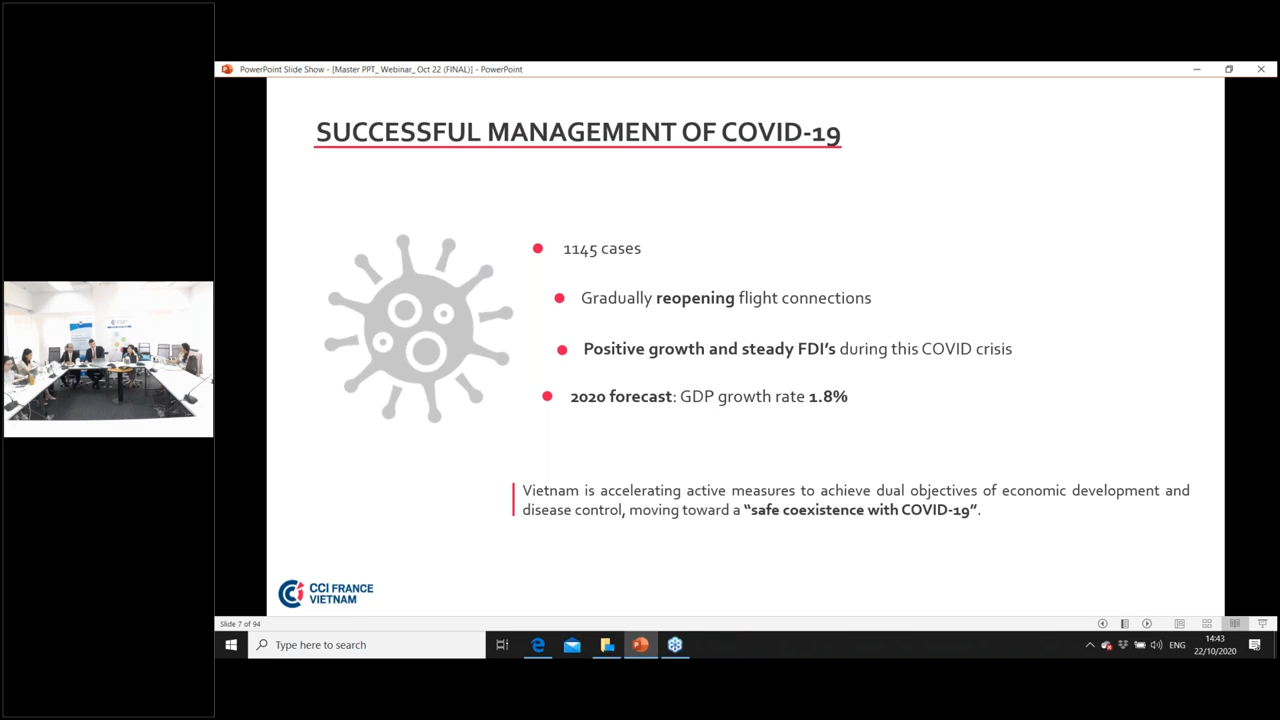 PowerPoint Slide Show - [Master PPT_ Webinar_ Oct 22 (FINAL)] - PowerPoint
SUCCESSFUL MANAGEMENT OF COVID-19
1145 cases
Gradually reopening flight connections
Positive growth and steady FDI’s during this COVID crisis
2020 forecast: GDP growth rate 1.8%
Vietnam is accelerating active measures to achieve dual objectives of economic development and
disease control, moving toward a “safe coexistence with COVID-19”.
CCI FRANCE
VIETNAM
Slide 7 of 94
Type here to search
ENG
14:43
22/10/2020